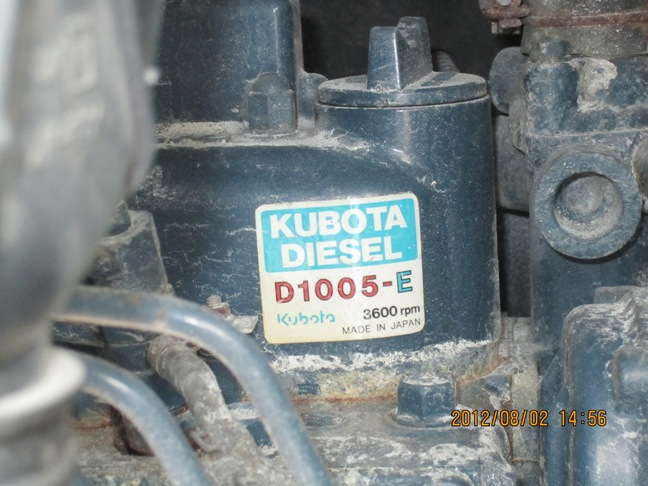 KUBOTA
DIESEL
D1005-E
Kubota 3600 rpm
MADE IN JAPAN
2012/08/02 14:56